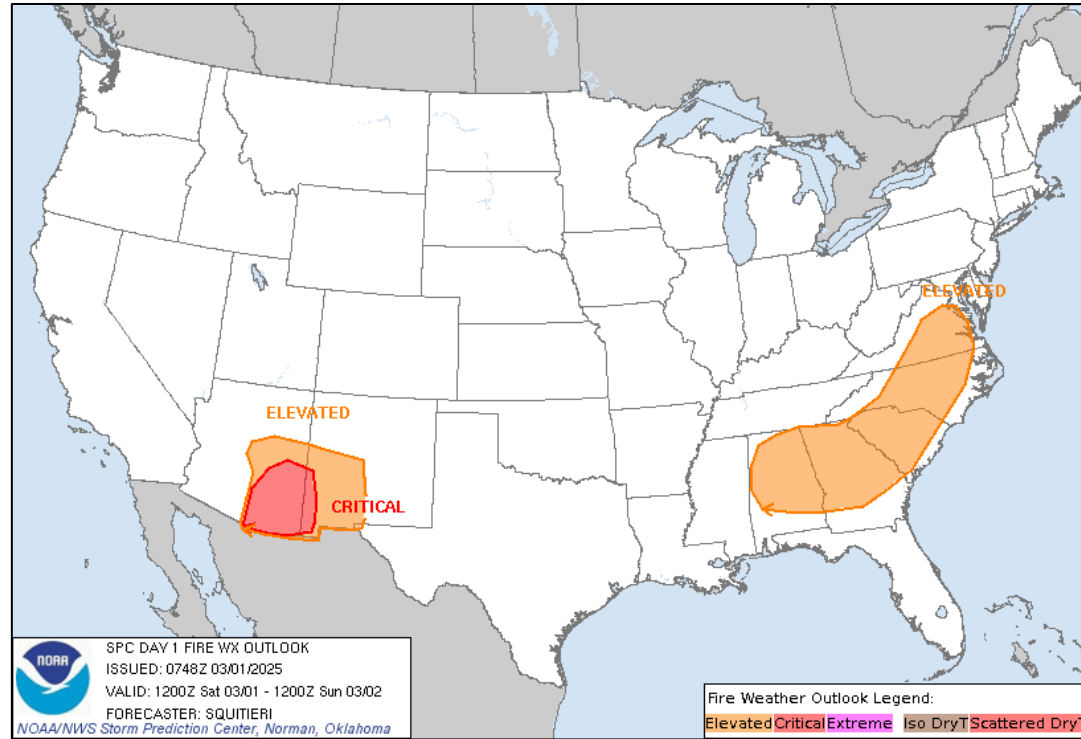 ELEVATED
ELEVATED
CRITICAL
NOAA
SPC DAY 1 FIRE WX OUTLOOK
ISSUED: 0748Z 03/01/2025
VALID: 1200Z Sat 03/01 - 1200Z Sun 03/02
FORECASTER: SQUITIERI
NOAA/NWS Storm Prediction Center, Norman, Oklahoma
Fire Weather Outlook Legend:
Elevated Critical Extreme Iso DryT Scattered DryT